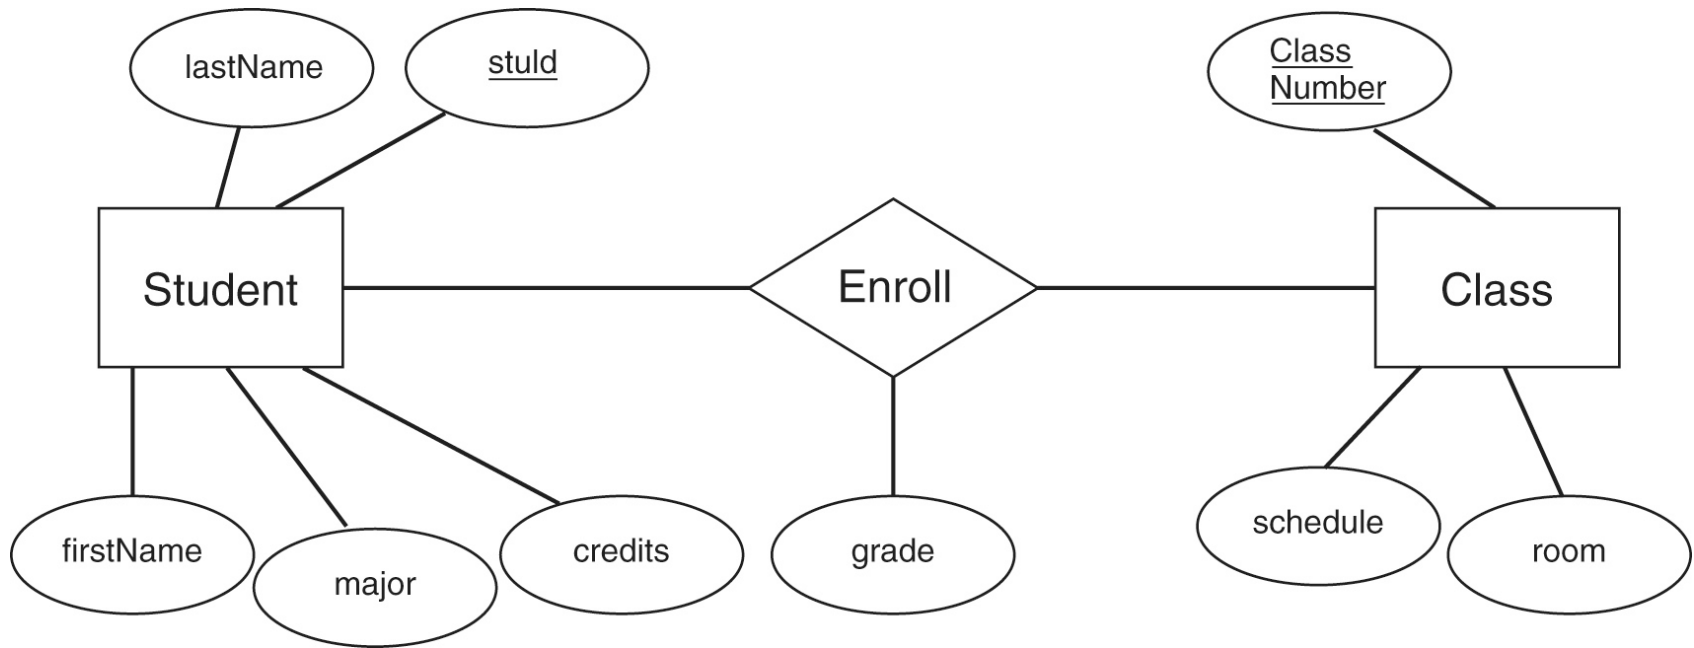 lastName
stuId
Class
Number
Student
Enroll
Class
firstName
major
credits
grade
schedule
room